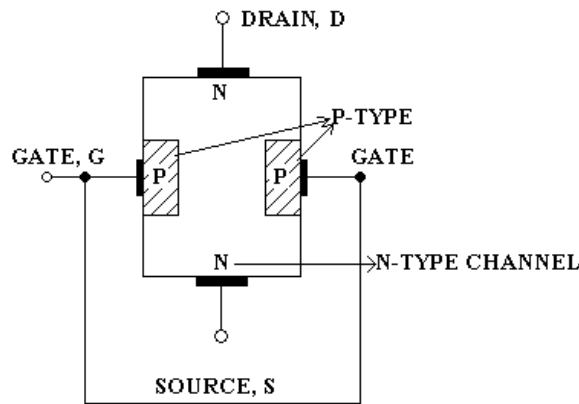 DRAIN, D
N
P-TYPE
GATE, G
GATE
P
P
N
N-TYPE CHANNEL
SOURCE, S